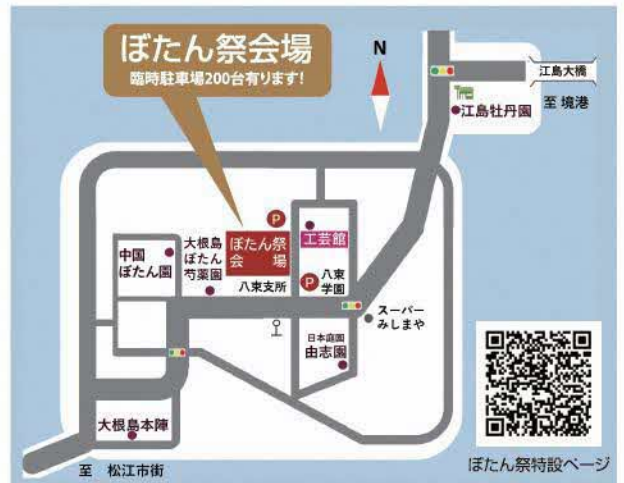 ぼたん祭会場
臨時駐車場200台有ります!
N
江島大橋
至 境港
江島牡丹園
P
工芸館
大根島
ぼたん
芍薬園
ぼたん祭
会場
中国
ぼたん園
八束支所
P
八束
学園
スーパー
みしまや
日本庭園
由志園
大根島本陣
至 松江市街
ぼたん祭特設ページ